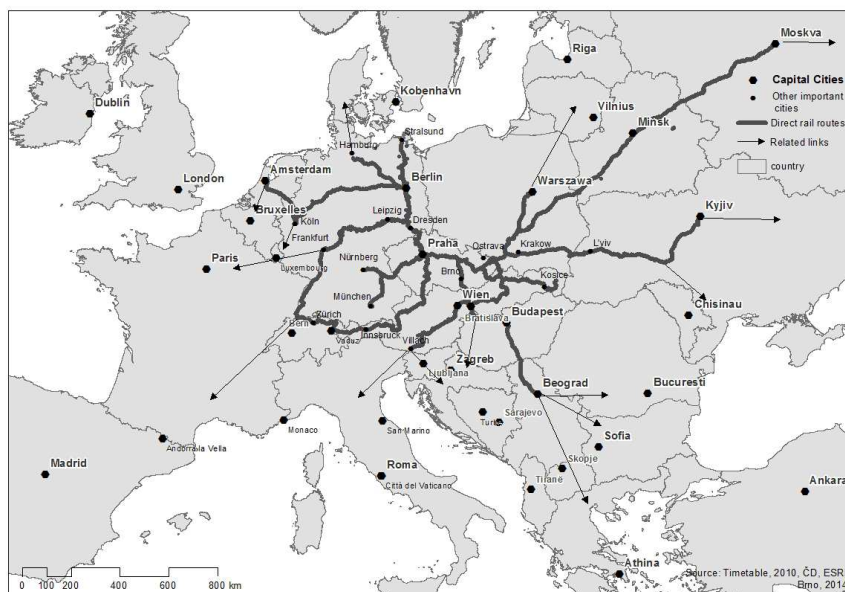 Moskva
Riga
Capital Cities
Other important
cities
Direct rail routes
Related links
country
Kobenhavn
Dublin
Vilnius
Stralsund
Minsk
Hamburg
Amsterdam
London
Berlin
Warszawa
Kyjiv
Bruxelles
Köln
Leipzig
Dresden
Frankfurt
Praha
Ostrava
Krakow
L'viv
Paris
Luxembourg
Nürnberg
Brno
Kosice
München
Wien
Bratislava
Budapest
Chisinau
Zürich
Bern
Vaduz
Innsbruck
Villach
Zagreb
Ljubljana
Beograd
Bucuresti
Sarajevo
Monaco
San Marino
Sofia
Andorra la Vella
Skopje
Madrid
Roma
Tirane
Ankara
Città del Vaticano
Athina
0 100 200 400 600 800 km
Source: Timetable, 2010, ČD, ESR
Brno, 2014